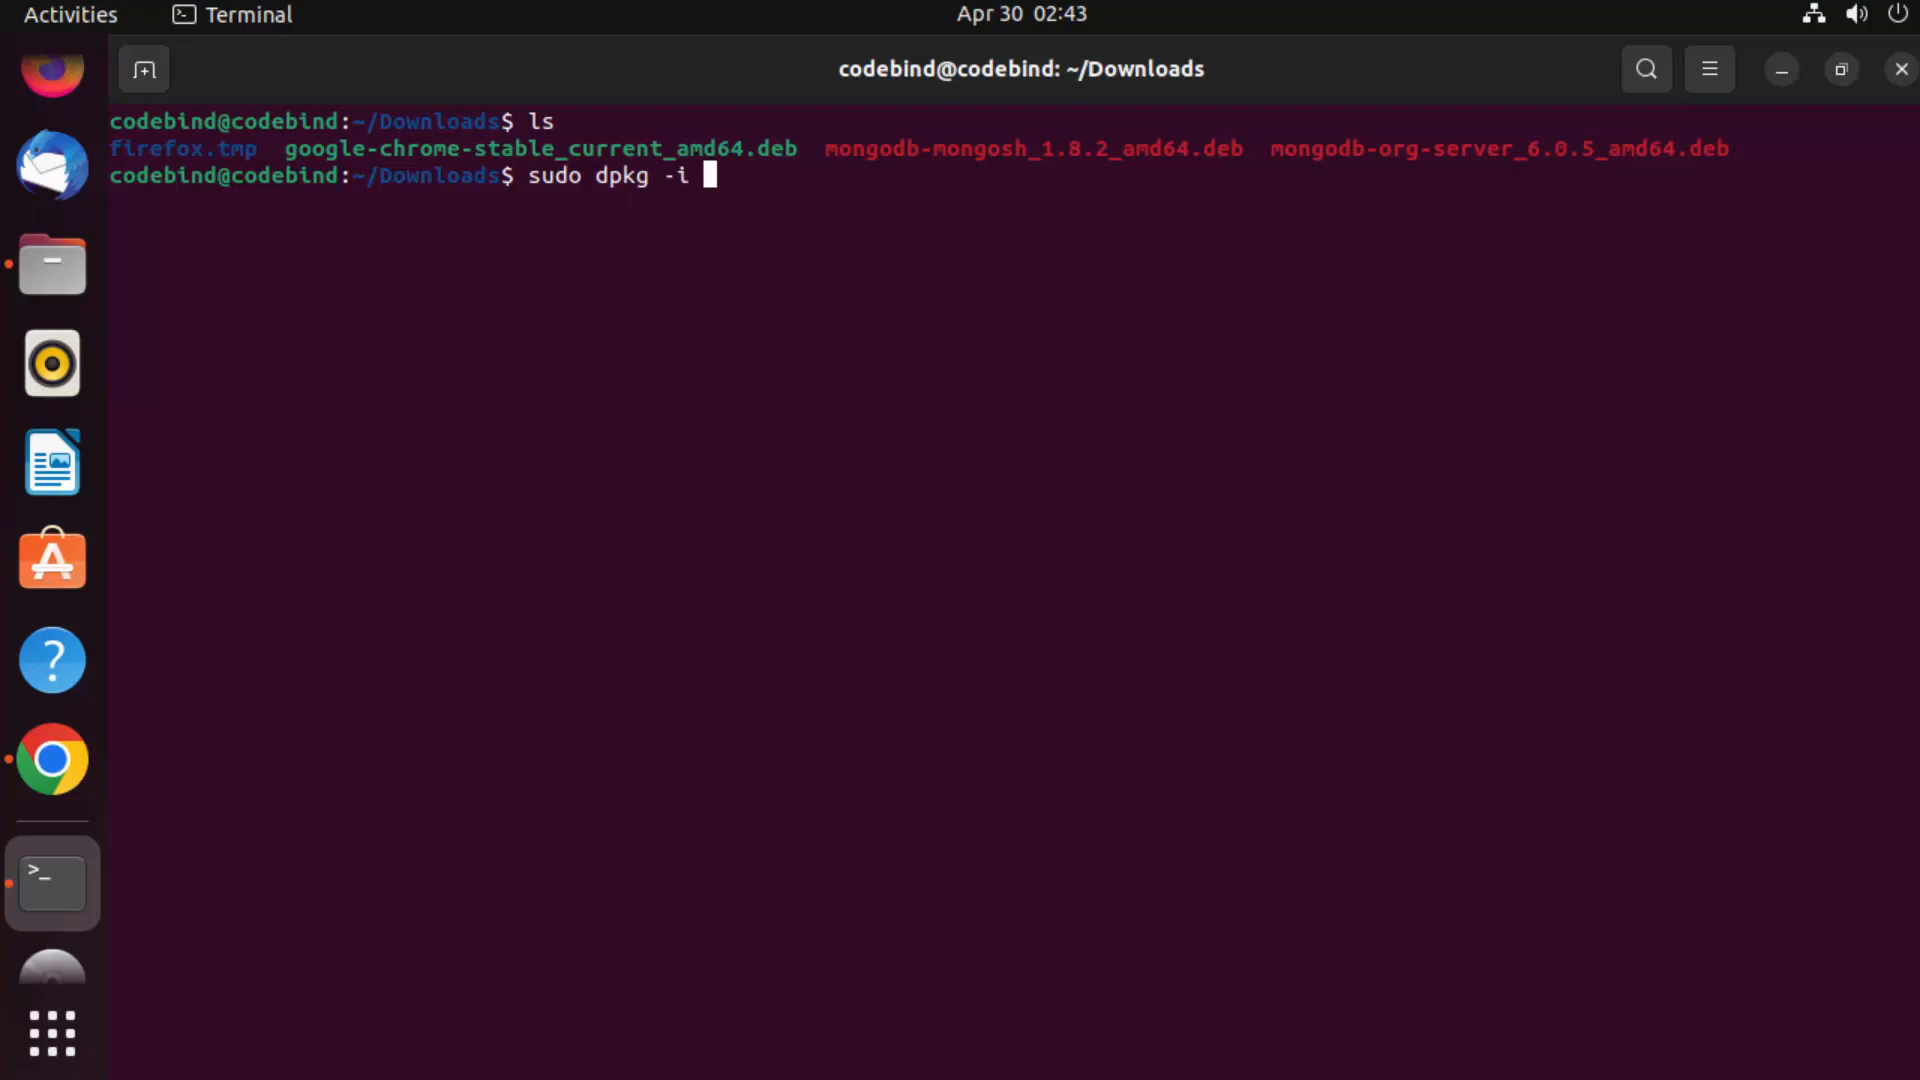 Activities Terminal Apr 30 02:43
codebind@codebind: ~/Downloads
codebind@codebind:~/Downloads$ ls
firefox.tmp google-chrome-stable_current_amd64.deb mongodb-mongosh_1.8.2_amd64.deb mongodb-org-server_6.0.5_amd64.deb
codebind@codebind:~/Downloads$ sudo dpkg -i